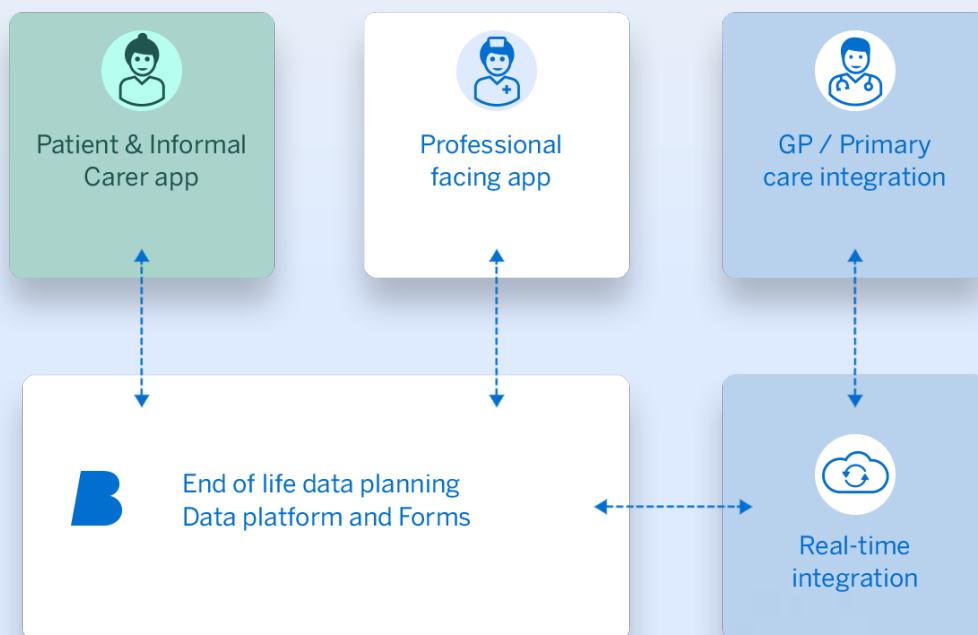 Patient & Informal
Carer app
Professional
facing app
GP / Primary
care integration
B
End of life data planning
Data platform and Forms
Real-time
integration